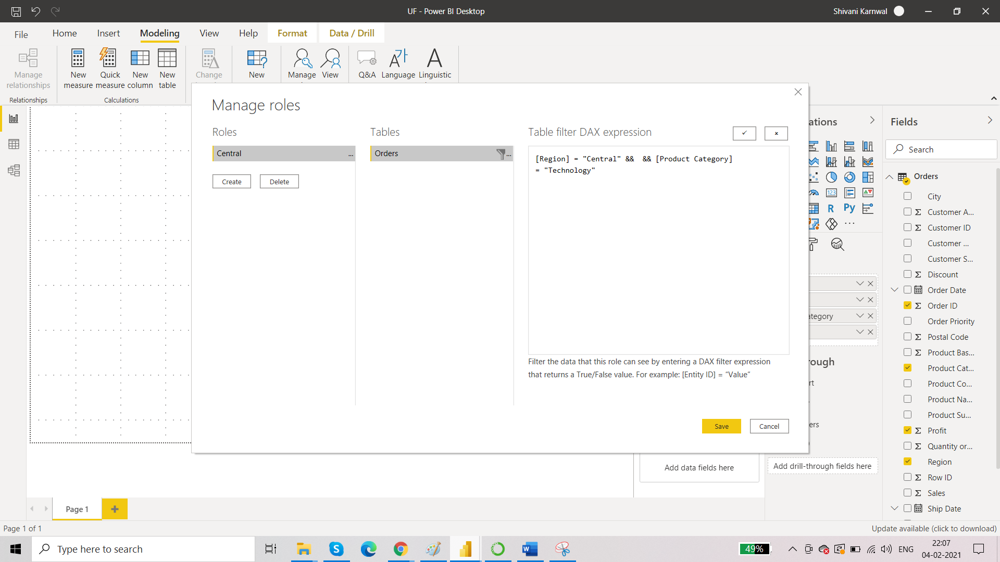 UF - Power BI Desktop
Shivani Karnwal
File
Home
Insert
Modeling
View
Help
Format
Data / Drill
Manage
relationships
New
measure
Quick
measure
New
column
New
table
Change
New
Manage
View
Q&A
Language
Linguistic
Relationships
Calculations
Manage roles
Roles
Central
...
Create
Delete
Tables
Orders
...
Table filter DAX expression
[Region] = "Central" &&  && [Product Category]
= "Technology"
Filter the data that this role can see by entering a DAX filter expression
that returns a True/False value. For example: [Entity ID] = “Value”
Save
Cancel
ations
123
R
Py
...
ategory
ough
rt
ers
Add data fields here
Add drill-through fields here
Fields
Search
Orders
City
Customer A...
Customer ID
Customer ...
Customer S...
Discount
Order Date
Order ID
Order Priority
Postal Code
Product Bas...
Product Cat...
Product Co...
Product Na...
Product Su...
Profit
Quantity or...
Region
Row ID
Sales
Ship Date
Page 1
Page 1 of 1
Update available (click to download)
Type here to search
49%
ENG
22:07
04-02-2021